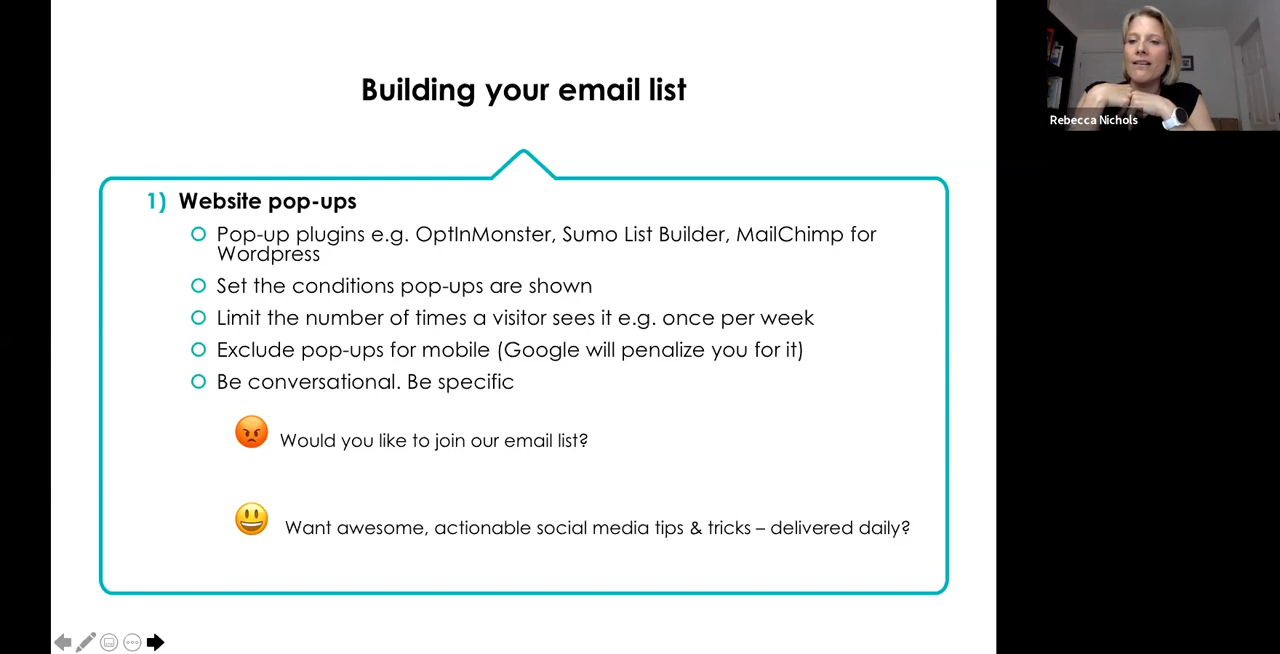 Building your email list
1) Website pop-ups
Pop-up plugins e.g. OptInMonster, Sumo List Builder, MailChimp for
Wordpress
Set the conditions pop-ups are shown
Limit the number of times a visitor sees it e.g. once per week
Exclude pop-ups for mobile (Google will penalize you for it)
Be conversational. Be specific
Would you like to join our email list?
Want awesome, actionable social media tips & tricks – delivered daily?
Rebecca Nichols